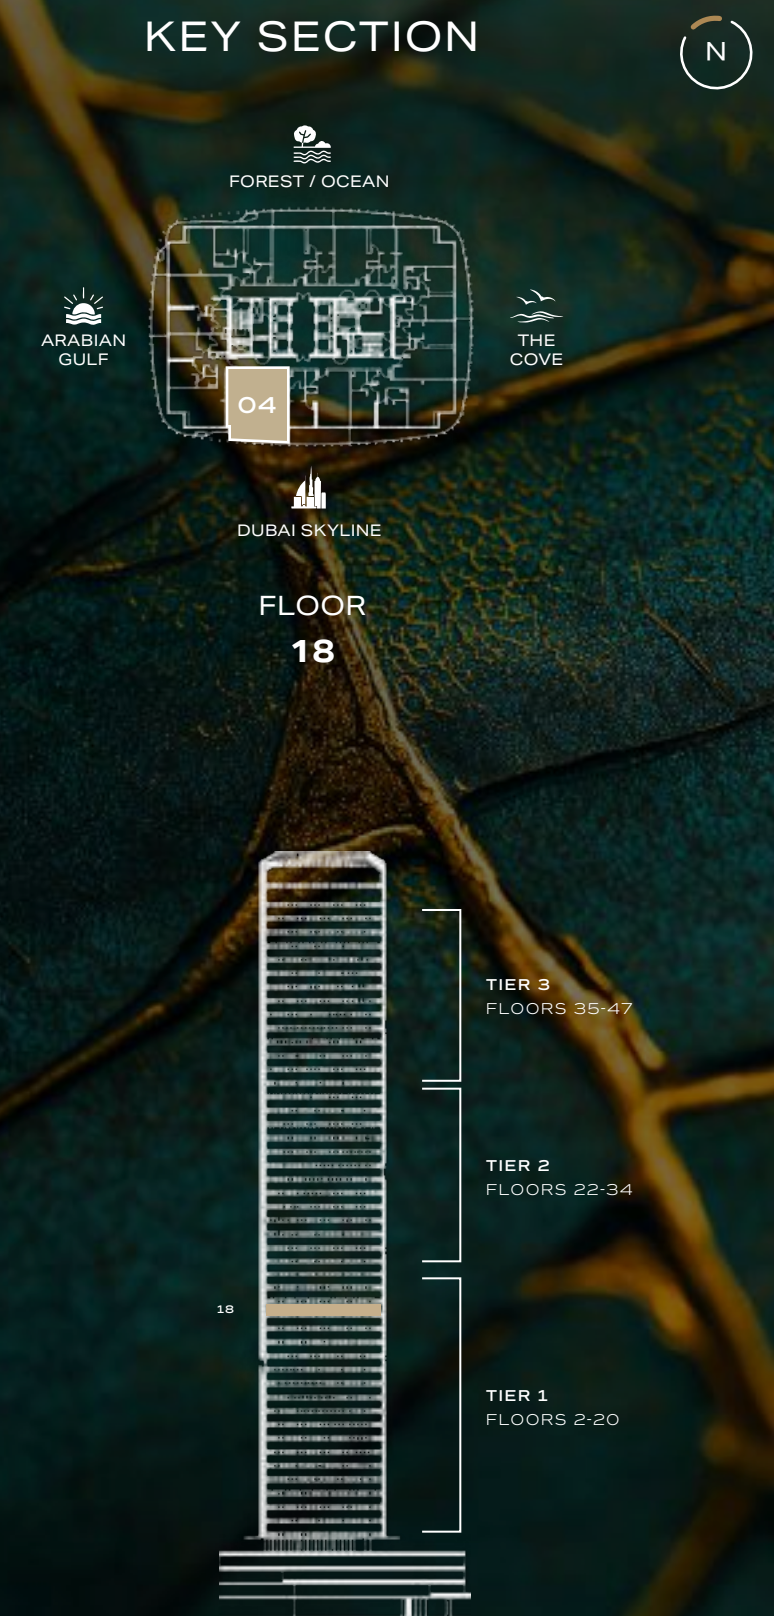 KEY SECTION
N
FOREST / OCEAN
ARABIAN
GULF
THE
COVE
04
DUBAI SKYLINE
FLOOR
18
TIER 3
FLOORS 35-47
TIER 2
FLOORS 22-34
18
TIER 1
FLOORS 2-20